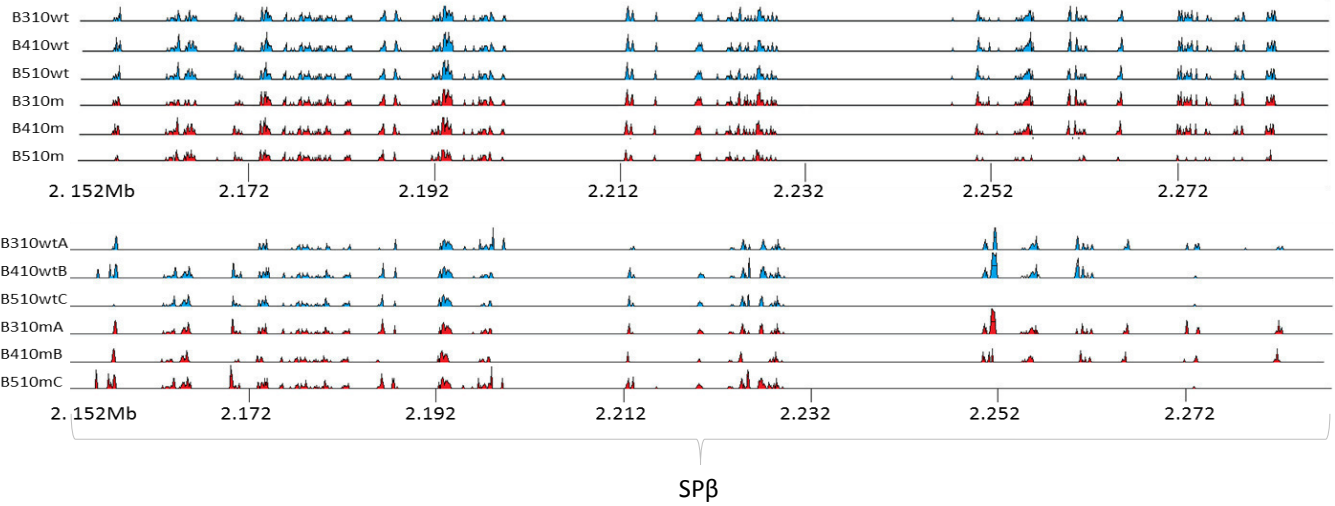 B310wt
B410wt
B510wt
B310m
B410m
B510m
2. 152Mb 2.172 2.192 2.212 2.232 2.252 2.272
B310wtA
B410wtB
B510wtC
B310mA
B410mB
B510mC
2. 152Mb 2.172 2.192 2.212 2.232 2.252 2.272
SPβ